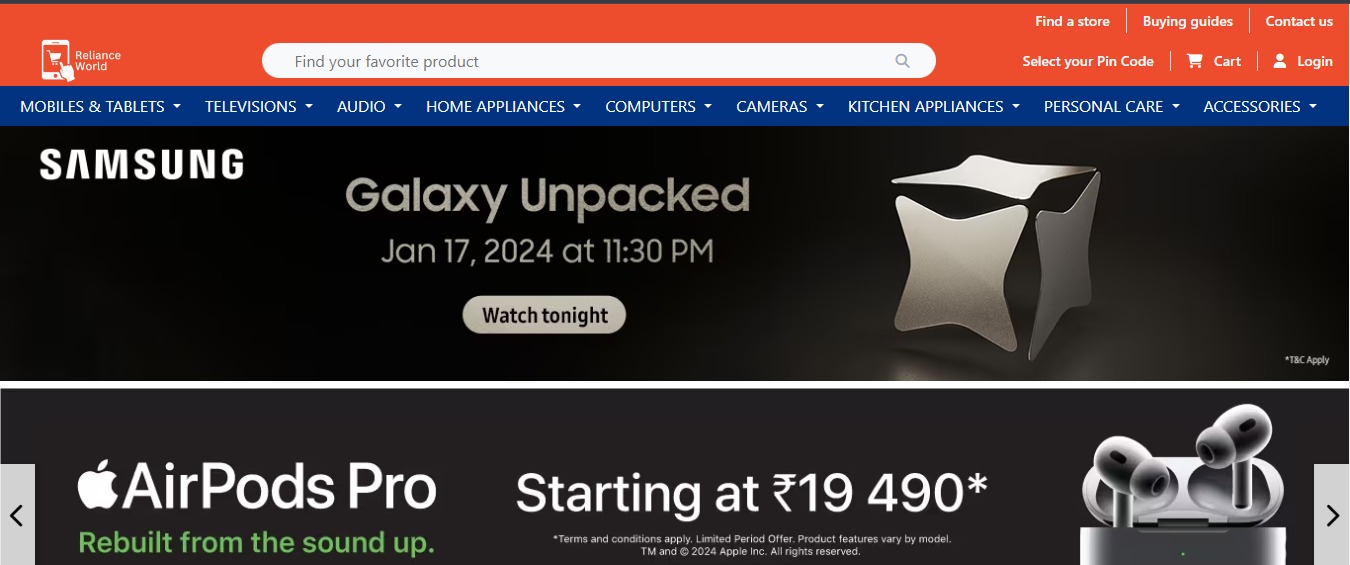 Find a store
Buying guides
Contact us
Reliance
World
Find your favorite product
Select your Pin Code
Cart
Login
MOBILES & TABLETS
TELEVISIONS
AUDIO
HOME APPLIANCES
COMPUTERS
CAMERAS
KITCHEN APPLIANCES
PERSONAL CARE
ACCESSORIES
SAMSUNG
Galaxy Unpacked
Jan 17, 2024 at 11:30 PM
Watch tonight
*T&C Apply
AirPods Pro
Rebuilt from the sound up.
Starting at ₹19 490*
*Terms and conditions apply. Limited Period Offer. Product features vary by model.
TM and © 2024 Apple Inc. All rights reserved.